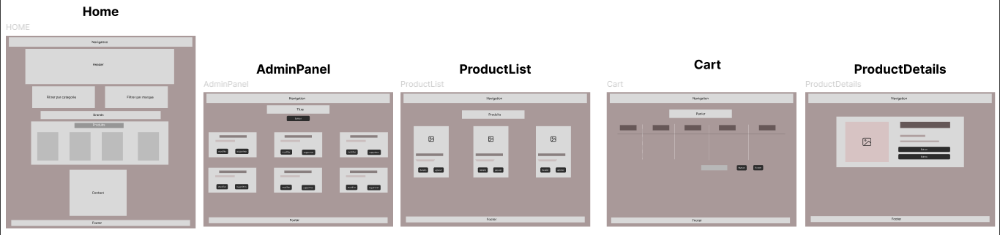 Home
HOME
Navigation
Header
Filtrer par categorie
Filtrer par marque
Brands
Produits
Contact
Footer
AdminPanel
AdminPanel
Navigation
Titre
Button
modifier
supprimer
modifier
supprimer
modifier
supprimer
modifier
supprimer
modifier
supprimer
modifier
supprimer
Footer
ProductList
ProductList
Navigation
Produits
Footer
Cart
Cart
Navigation
Panier
Button
Footer
ProductDetails
ProductDetails
Navigation
Button
Button
Footer